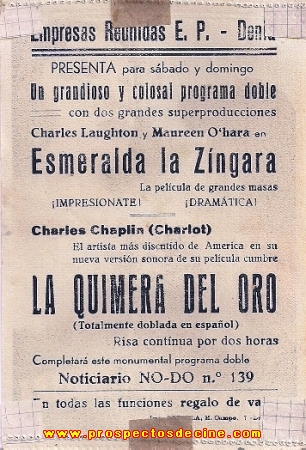 Empresas Reunidas E. P. - Denia
PRESENTA para sábado y domingo
Un grandioso y colosal programa doble
con dos grandes superproducciones
Charles Laughton y Maureen O'hara en
Esmeralda la Zíngara
La película de grandes masas
¡IMPRESIONATE! ¡DRAMÁTICA!
Charles Chaplin (Charlot)
El artista más discutido de America en su
nueva versión sonora de su película cumbre
LA QUIMERA DEL ORO
(Totalmente doblada en español)
Risa contínua por dos horas
Completará este monumental programa doble
Noticiario NO-DO n.º 139
En todas las funciones regalo de va
www.prospectosdecine.com